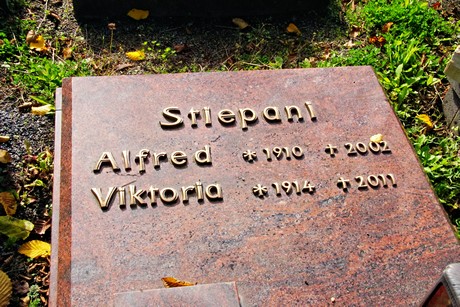 Stiepani
Alfred * 1910 ✝ 2002
Viktoria * 1914 ✝ 2011